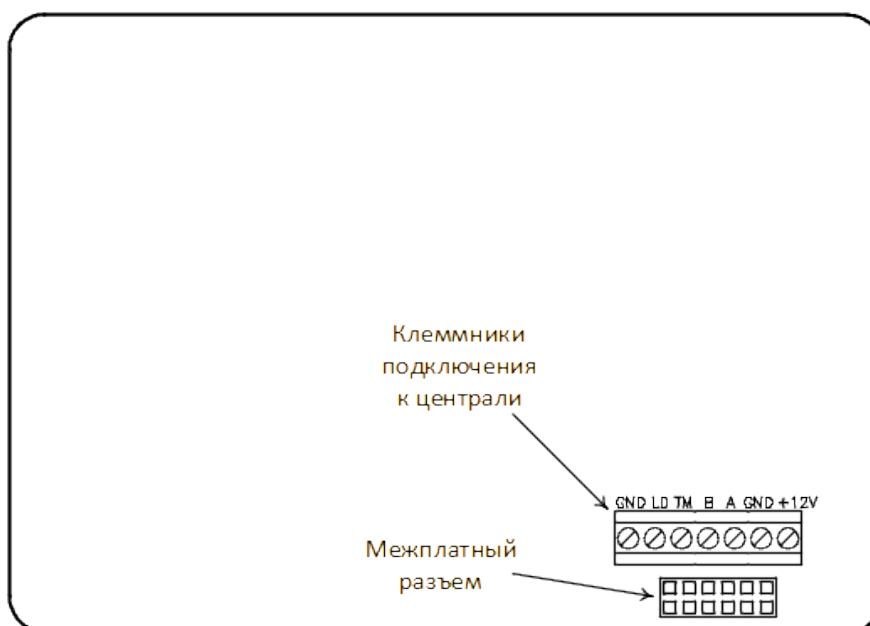 Клеммники
подключения
к централи
GND LD TM B A GND +12V
Межплатный
разъем